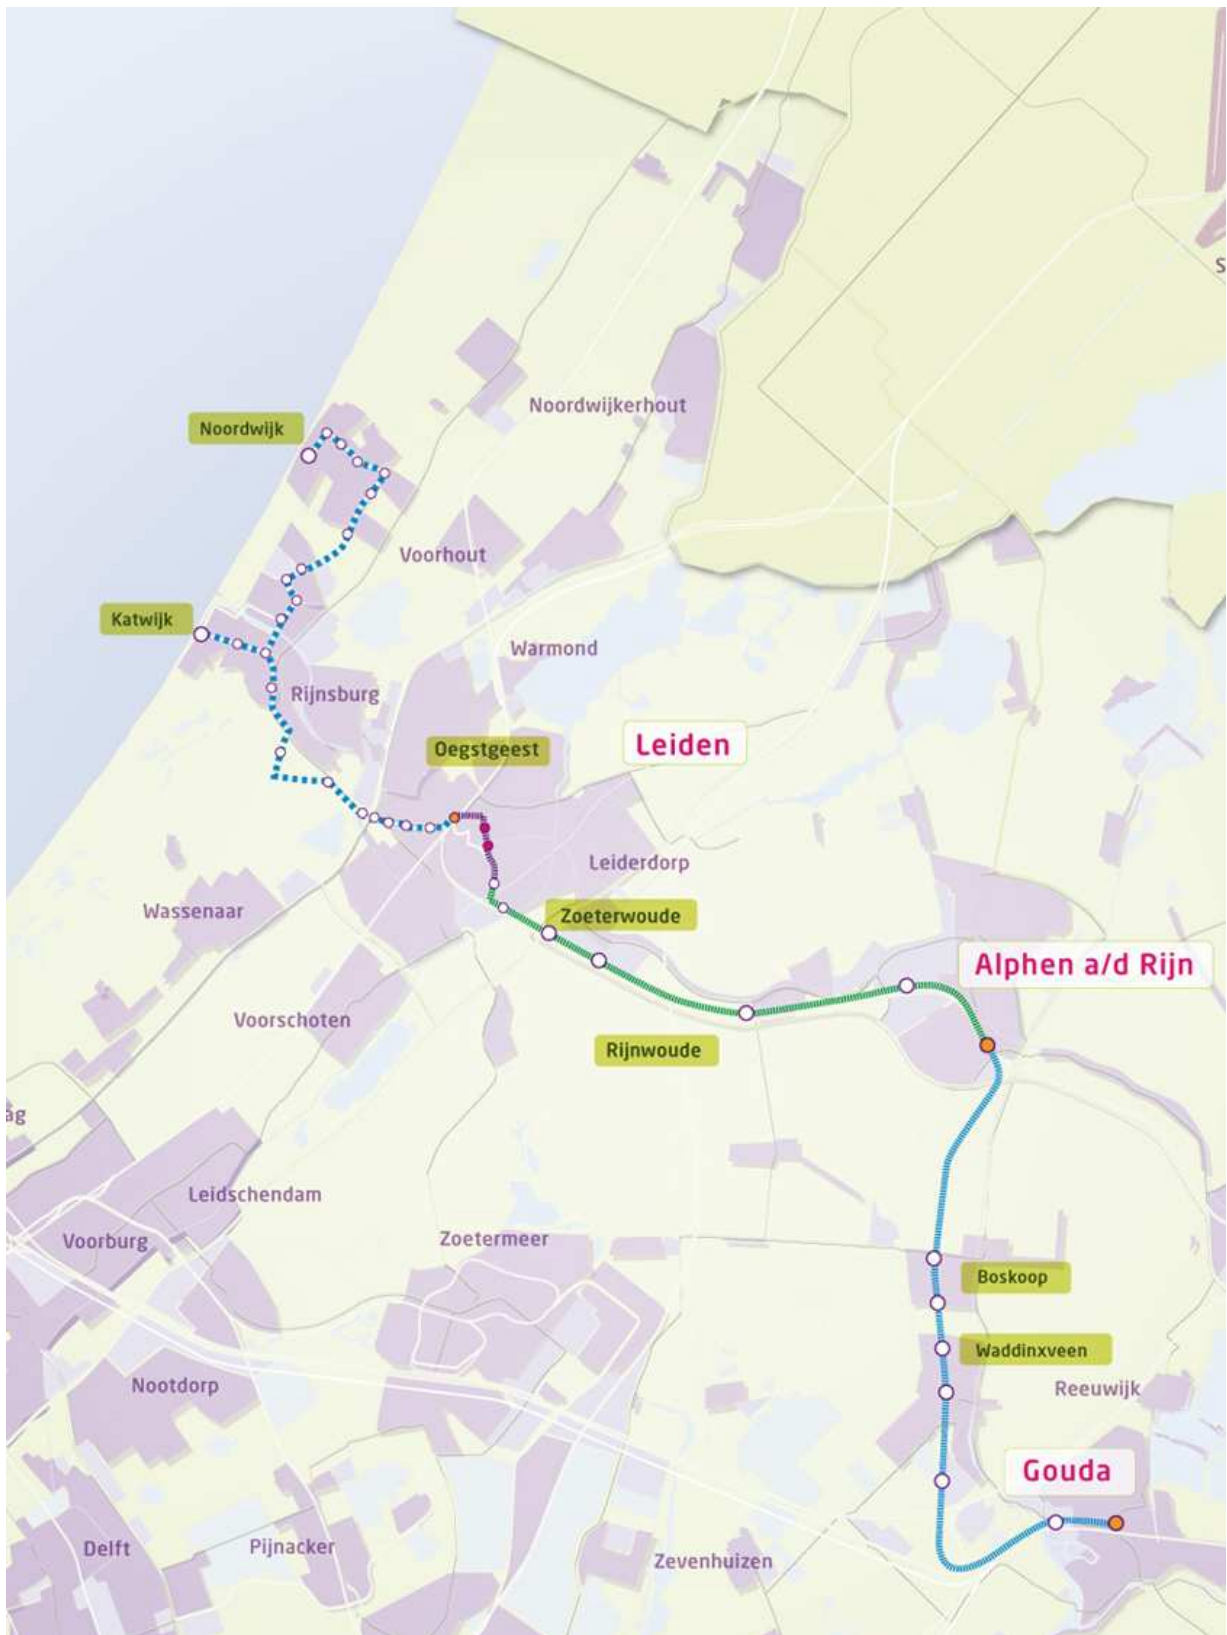 S
Noordwijkerhout
Noordwijk
Voorhout
Katwijk
Warmond
Rijnsburg
Leiden
Oegstgeest
Leiderdorp
Wassenaar
Zoeterwoude
Alphen a/d Rijn
Voorschoten
Rijnwoude
ag
Leidschendam
Voorburg
Zoetermeer
Boskoop
Waddinxveen
Nootdorp
Reeuwijk
Gouda
Delft
Pijnacker
Zevenhuizen